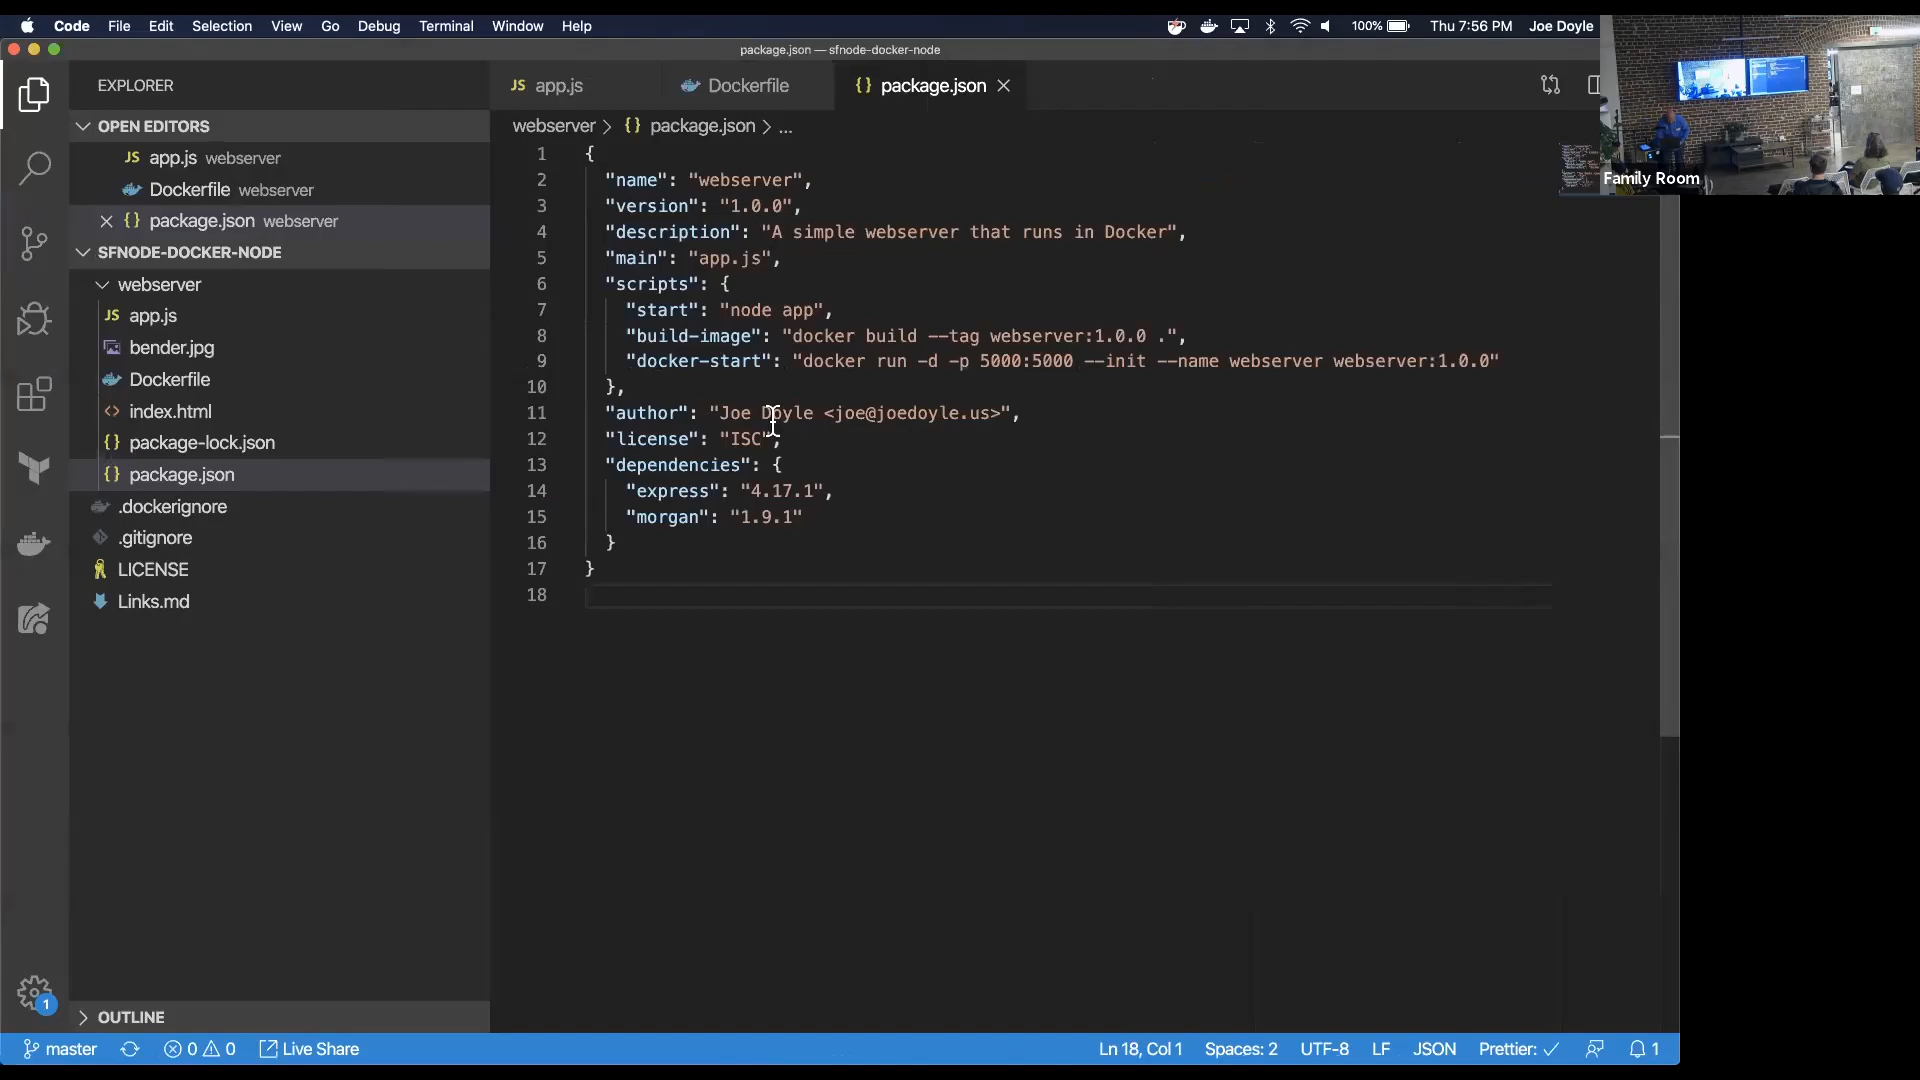 Code File Edit Selection View Go Debug Terminal Window Help 100% Thu 7:56 PM Joe Doyle
package.json — sfnode-docker-node
EXPLORER
OPEN EDITORS
JS app.js webserver
Dockerfile webserver
{} package.json webserver
SFNODE-DOCKER-NODE
webserver
JS app.js
bender.jpg
Dockerfile
<> index.html
{} package-lock.json
{} package.json
.dockerignore
.gitignore
LICENSE
Links.md
OUTLINE
JS app.js Dockerfile {} package.json
webserver > {} package.json > ...
1 {
2 "name": "webserver",
3 "version": "1.0.0",
4 "description": "A simple webserver that runs in Docker",
5 "main": "app.js",
6 "scripts": {
7 "start": "node app",
8 "build-image": "docker build --tag webserver:1.0.0 .",
9 "docker-start": "docker run -d -p 5000:5000 --init --name webserver webserver:1.0.0"
10 },
11 "author": "Joe Doyle <joe@joedoyle.us>",
12 "license": "ISC",
13 "dependencies": {
14 "express": "4.17.1",
15 "morgan": "1.9.1"
16 }
17 }
18
Family Room
1
master 0 0 Live Share Ln 18, Col 1 Spaces: 2 UTF-8 LF JSON Prettier: ✓ 1